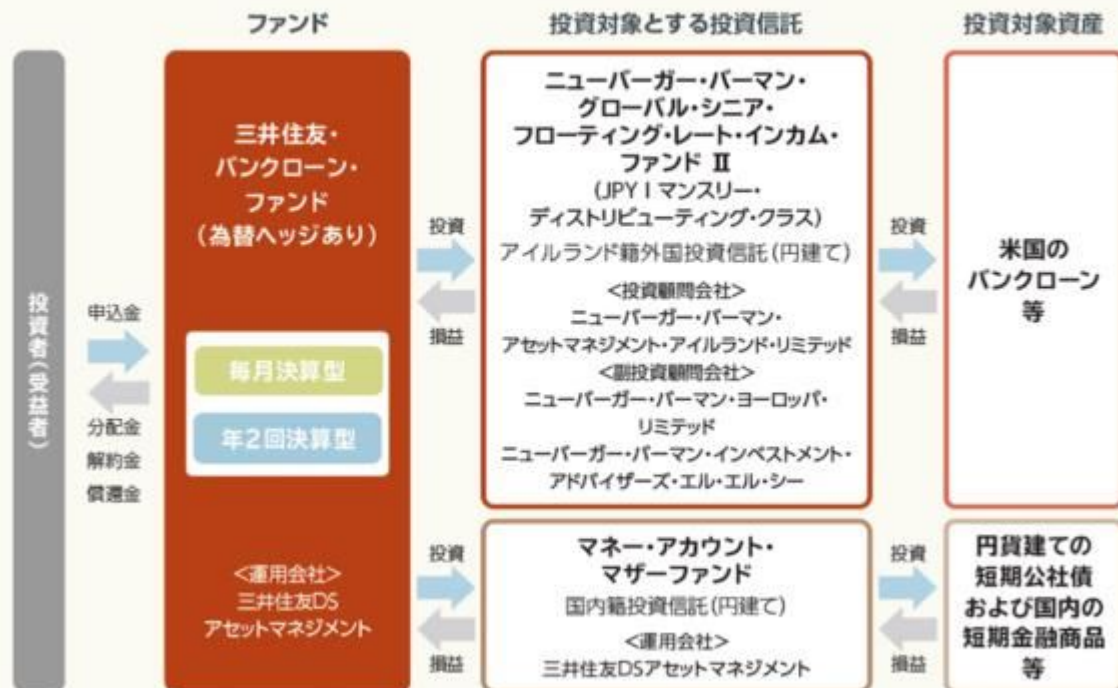 ファンド
投資対象とする投資信託
投資対象資産
投資者(受益者)
申込金
分配金
解約金
償還金
三井住友・
バンクローン・
ファンド
(為替ヘッジあり)
毎月決算型
年2回決算型
<運用会社>
三井住友DS
アセットマネジメント
投資
損益
ニューバーガー・バーマン・
グローバル・シニア・
フローティング・レート・インカム・
ファンド Ⅱ
(JPY I マンスリー・
ディストリビューティング・クラス)
アイルランド籍外国投資信託(円建て)
<投資顧問会社>
ニューバーガー・バーマン・
アセットマネジメント・アイルランド・リミテッド
<副投資顧問会社>
ニューバーガー・バーマン・ヨーロッパ・
リミテッド
ニューバーガー・バーマン・インベストメント・
アドバイザーズ・エル・エル・シー
投資
損益
米国の
バンクローン
等
投資
損益
マネー・アカウント・
マザーファンド
国内籍投資信託(円建て)
<運用会社>
三井住友DSアセットマネジメント
投資
損益
円貨建ての
短期公社債
および国内の
短期金融商品
等